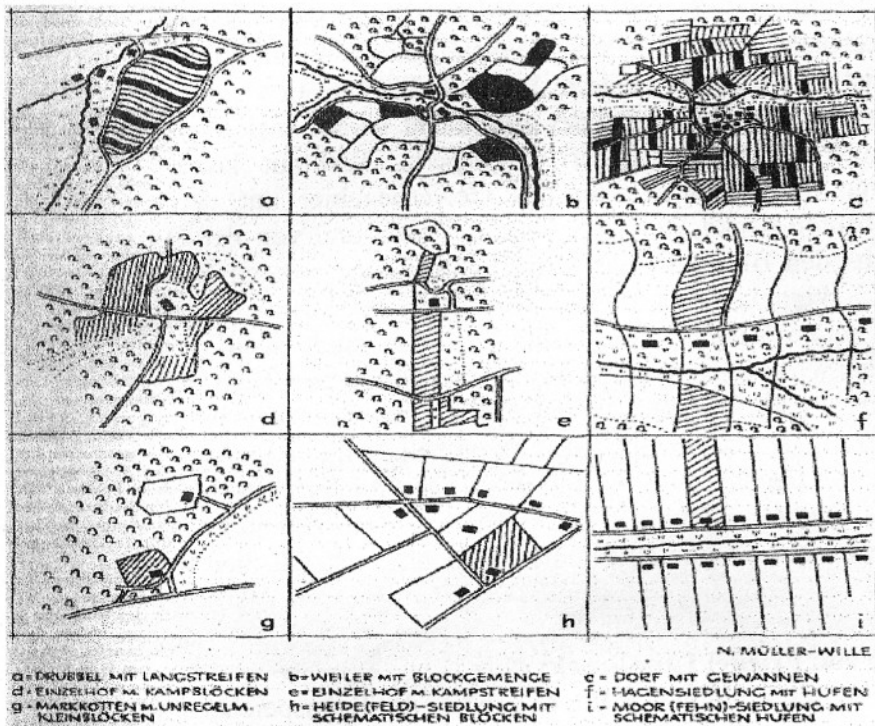 a
b
c
d
e
f
g
h
i
N. MÜLLER-WILLE
a = DRUBBEL MIT LANGSTREIFEN
b = WEILER MIT BLOCKGEMENGE
c = DORF MIT GEWANNEN
d = EINZELHOF M. KAMPBLÖCKEN
e = EINZELHOF M. KAMPSTREIFEN
f = HAGENSIEDLUNG MIT HUFEN
g = MARKKOTTEN M. UNREGELM.
KLEINBLÖCKEN
h = HEIDE(FELD)-SIEDLUNG MIT
SCHEMATISCHEN BLÖCKEN
i = MOOR (FEHN)-SIEDLUNG MIT
SCHEMATISCHEN HUFEN